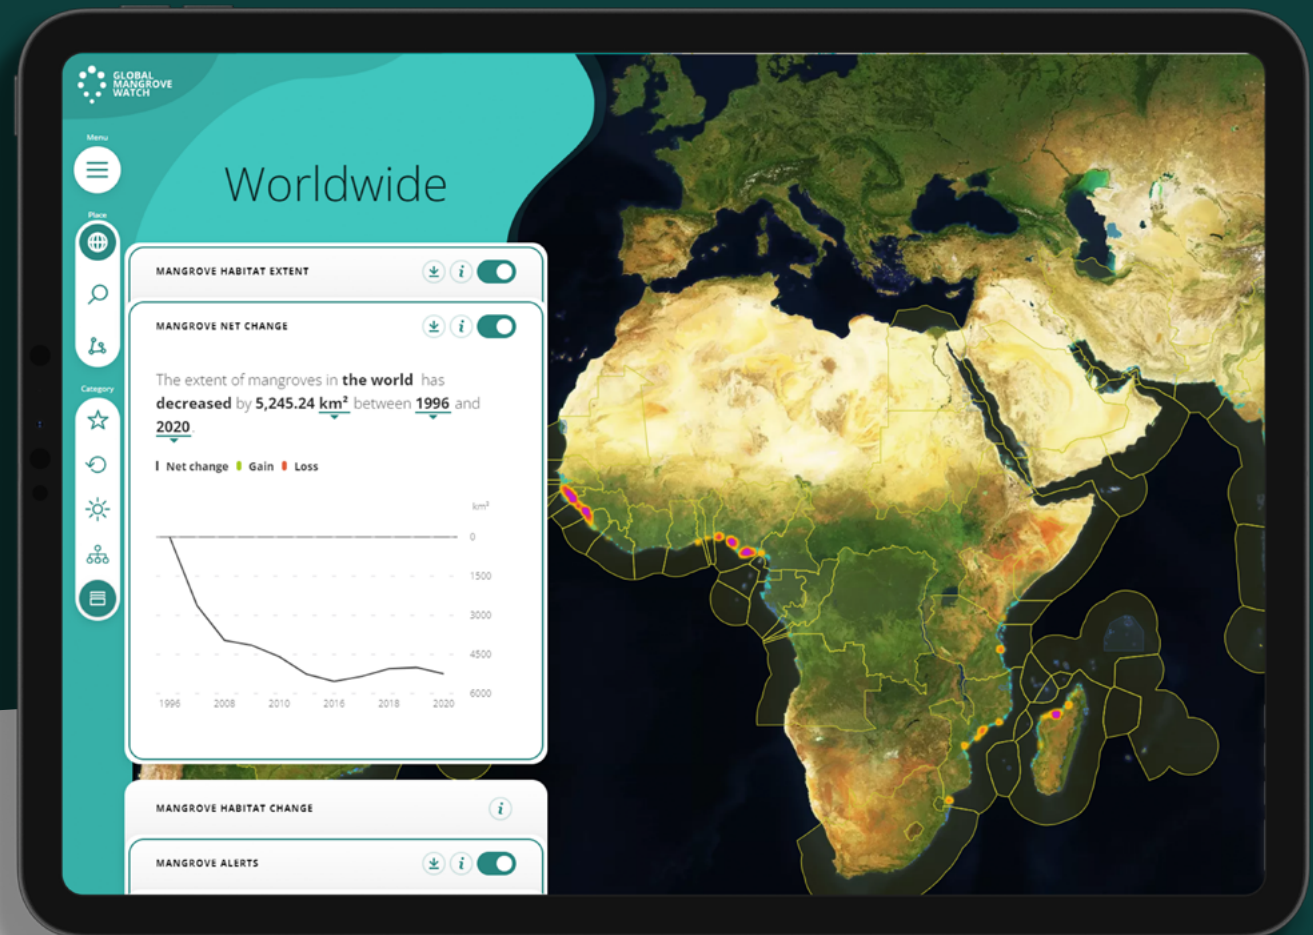 GLOBAL
MANGROVE
WATCH
Menu
Worldwide
Place
MANGROVE HABITAT EXTENT
i
MANGROVE NET CHANGE
i
The extent of mangroves in the world has
decreased by 5,245.24 km² between 1996 and
2020.
Category
Net change Gain Loss
km²
0
1500
3000
4500
6000
1996 2008 2010 2016 2018 2020
MANGROVE HABITAT CHANGE
i
MANGROVE ALERTS
i